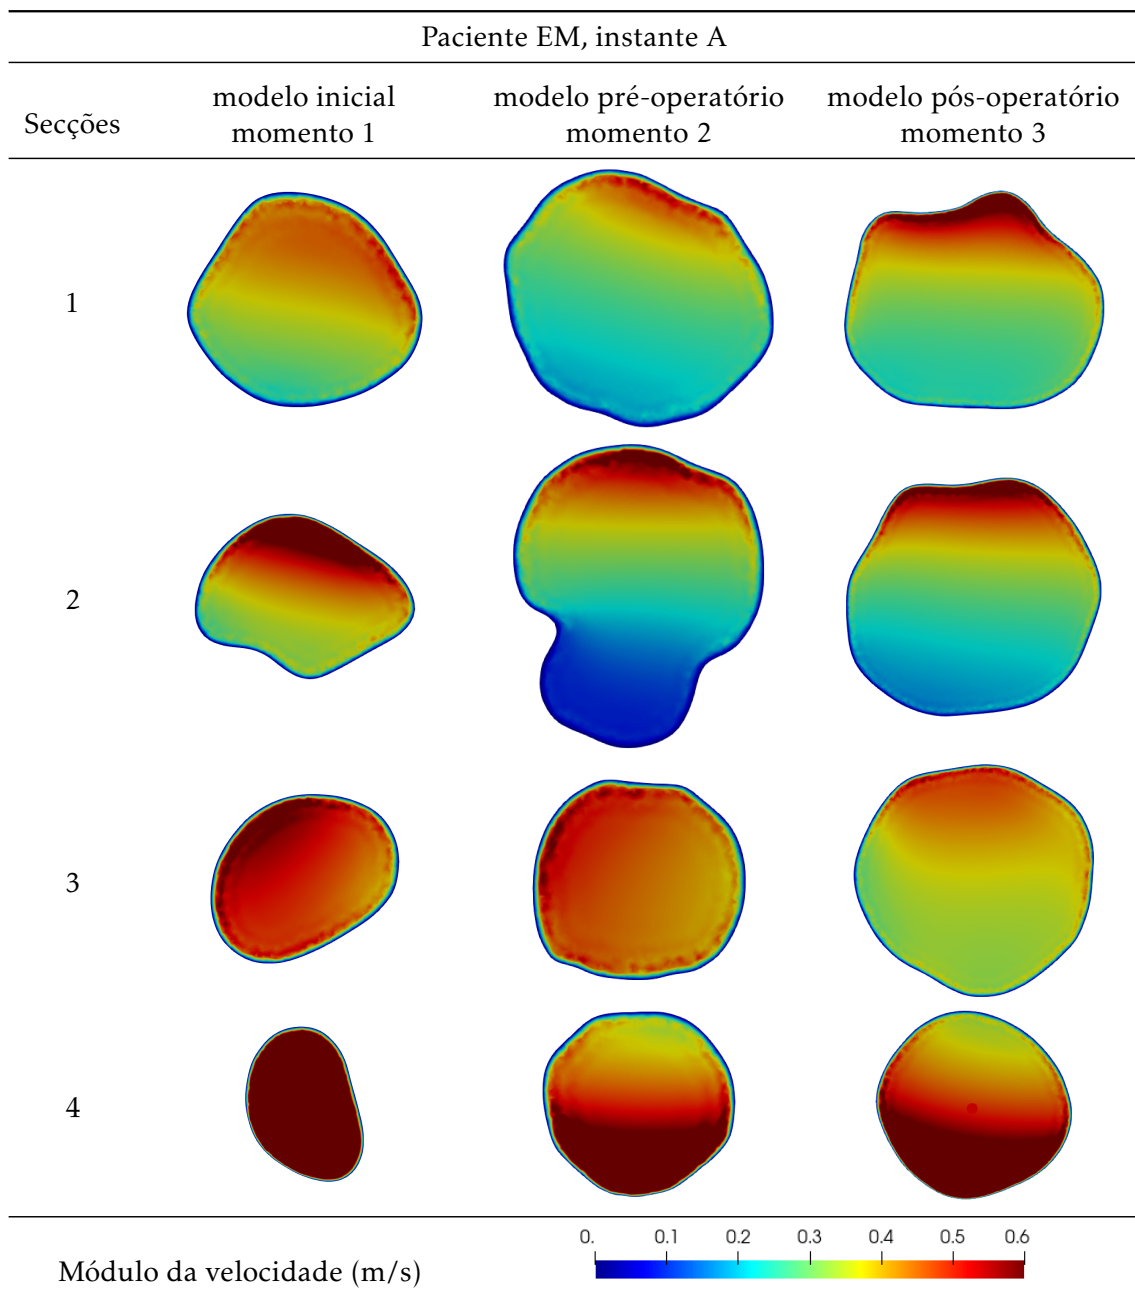 Paciente EM, instante A
Secções
modelo inicial
momento 1
modelo pré-operatório
momento 2
modelo pós-operatório
momento 3
1
2
3
4
Módulo da velocidade (m/s)
0. 0.1 0.2 0.3 0.4 0.5 0.6